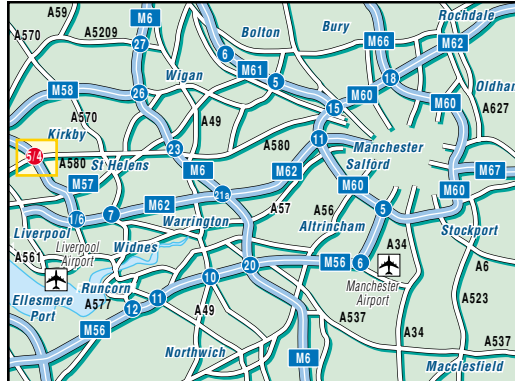 A59
M6
Bolton
Bury
Rochdale
A570
A5209
27
6
M66
M62
M61
5
18
Wigan
Oldham
M58
26
A49
15
M60
M60
A627
A570
Kirkby
11
A580
Manchester
5/4
A580
St Helens
23
Salford
M67
M57
M6
M62
M60
M60
21a
1/6
7
M62
A57
A56
5
Liverpool
Warrington
Altrincham
Stockport
Liverpool
Airport
Widnes
A34
A561
20
M56
6
A6
Runcorn
10
Manchester
Airport
Ellesmere
Port
A577
12
11
A523
A49
A537
M56
A34
Northwich
M6
A537
Macclesfield